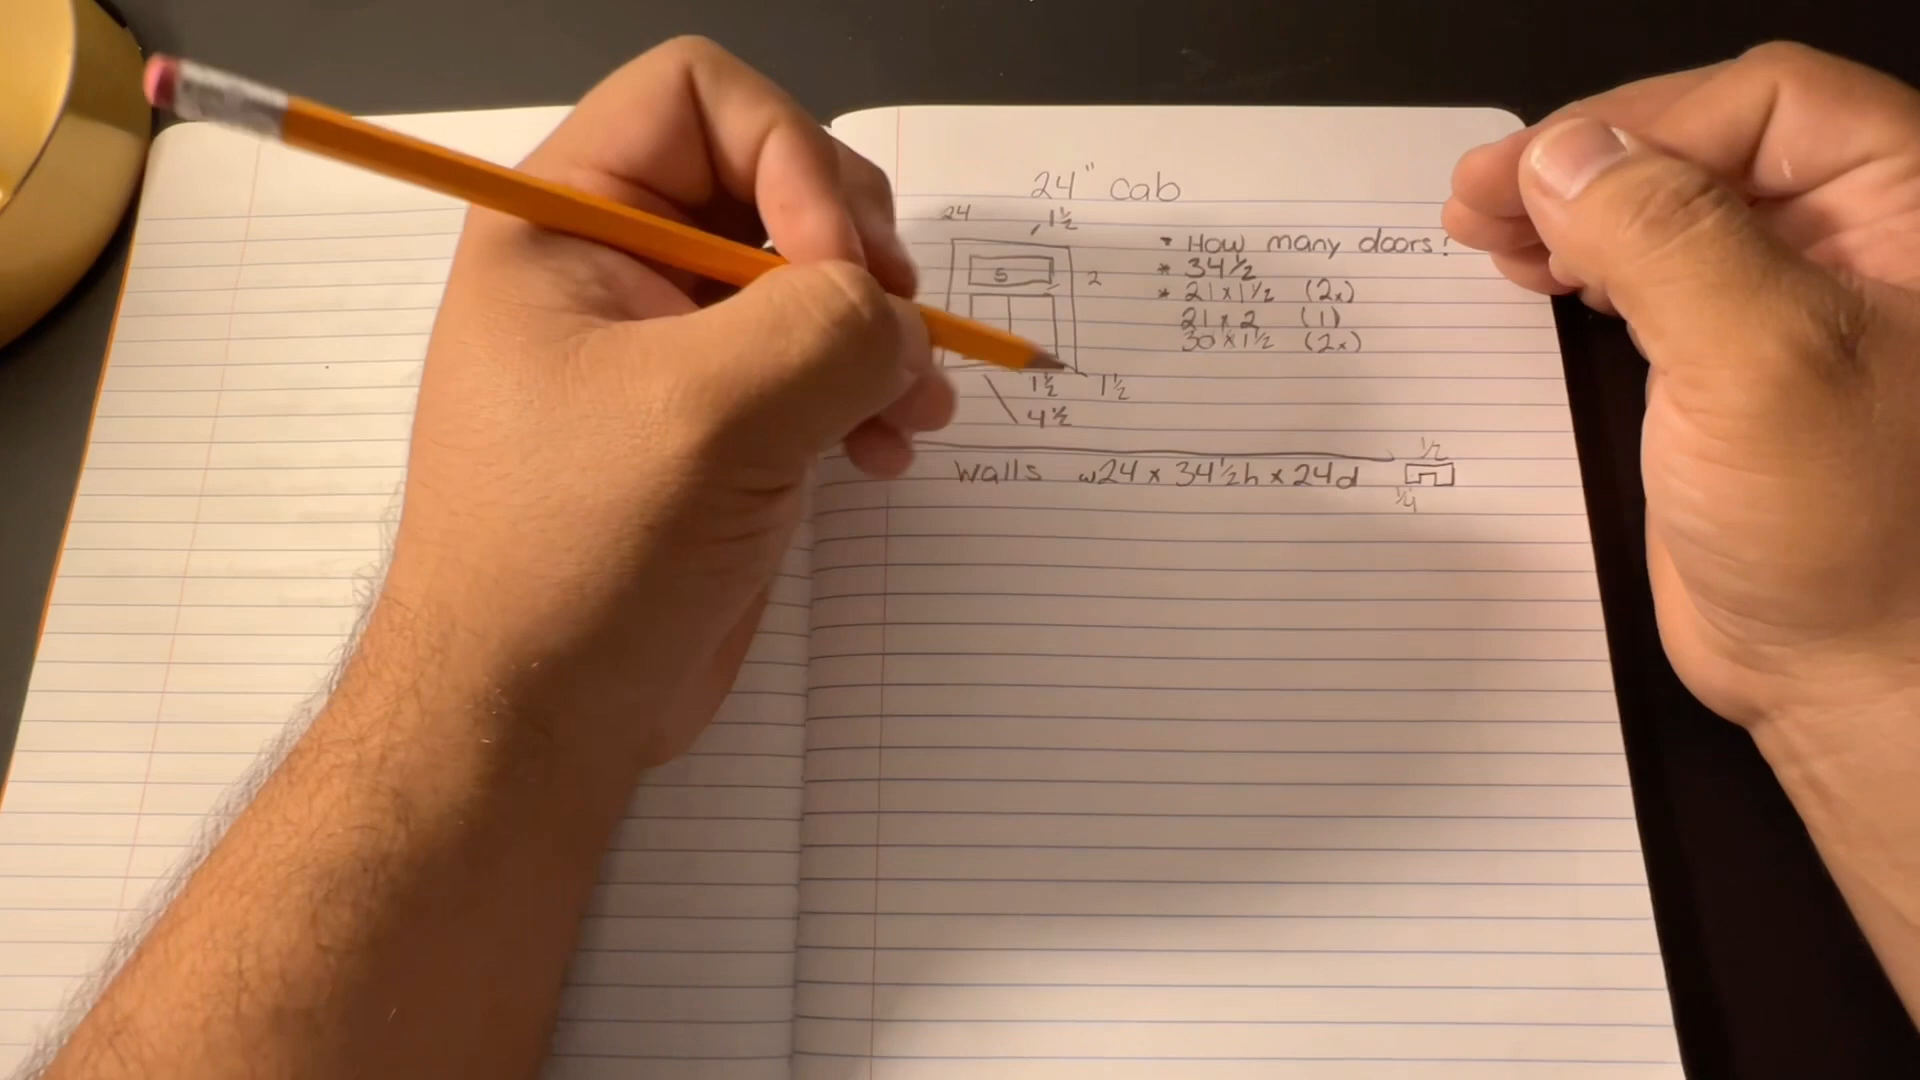 24" cab
24 1½
• How many doors?
5 2
* 34½
* 21 x 1½ (2x)
21 x 2 (1)
30 x 1½ (2x)
1½ 1½
4½
½
walls w24 x 34½h x 24d
¼